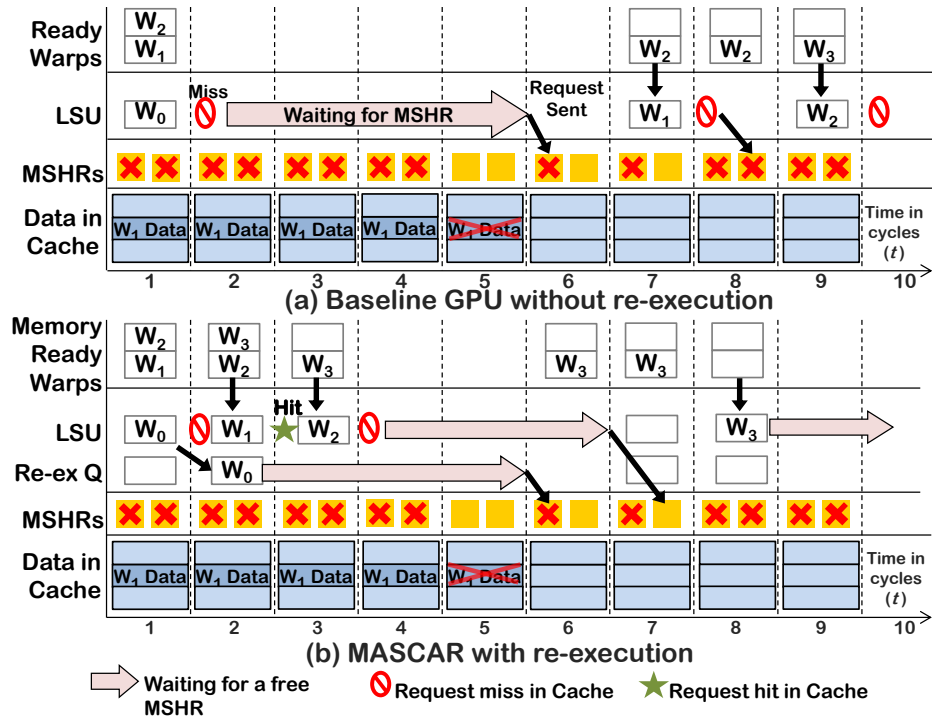 Ready
Warps
W2
W1
W2
W2
W3
LSU
W0
Miss
Waiting for MSHR
Request
Sent
W1
W2
MSHRs
Data in
Cache
W1 Data
W1 Data
W1 Data
W1 Data
W1 Data
Time in
cycles
(t)
1 2 3 4 5 6 7 8 9 10
(a) Baseline GPU without re-execution
Memory
Ready
Warps
W2
W1
W3
W2
W3
W3
W3
LSU
W0
W1
Hit
W2
W3
Re-ex Q
W0
MSHRs
Data in
Cache
W1 Data
W1 Data
W1 Data
W1 Data
W1 Data
Time in
cycles
(t)
1 2 3 4 5 6 7 8 9 10
(b) MASCAR with re-execution
Waiting for a free
MSHR
Request miss in Cache
Request hit in Cache